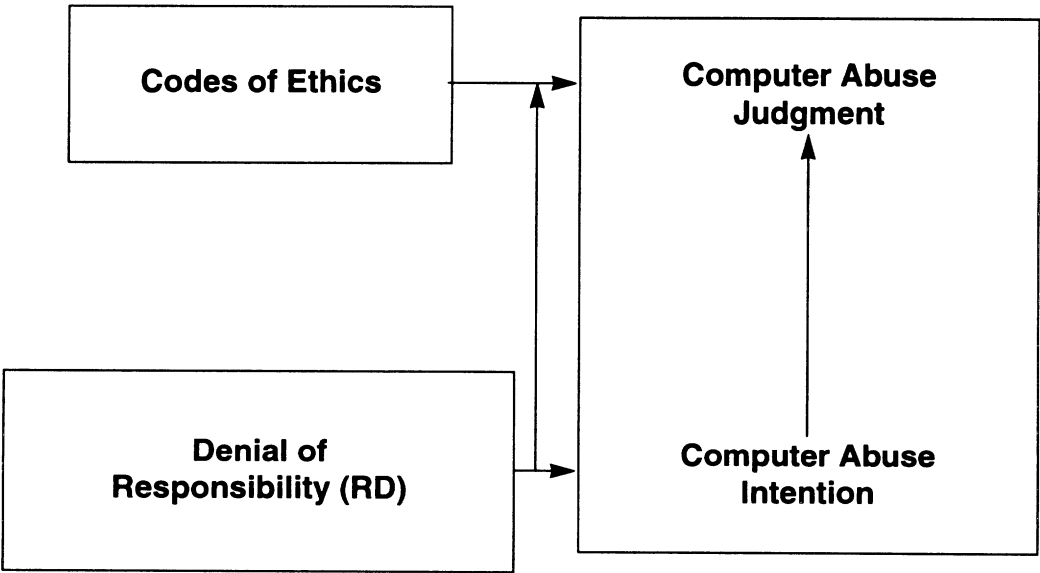 Codes of Ethics
Computer Abuse
Judgment
Denial of
Responsibility (RD)
Computer Abuse
Intention